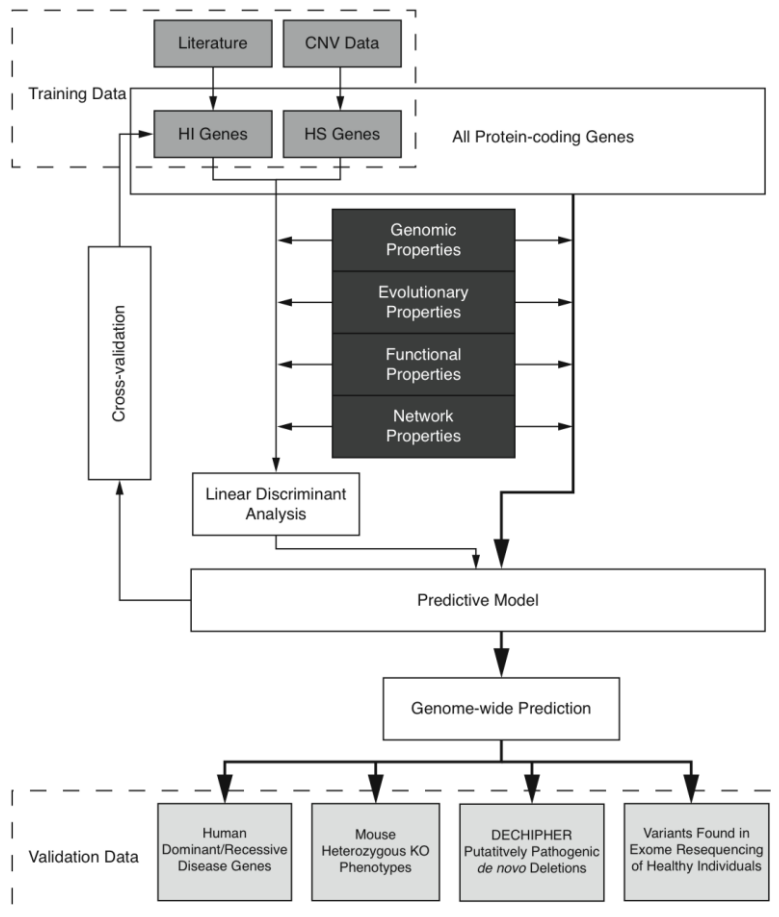 Literature
CNV Data
Training Data
HI Genes
HS Genes
All Protein-coding Genes
Genomic
Properties
Evolutionary
Properties
Functional
Properties
Network
Properties
Cross-validation
Linear Discriminant
Analysis
Predictive Model
Genome-wide Prediction
Validation Data
Human
Dominant/Recessive
Disease Genes
Mouse
Heterozygous KO
Phenotypes
DECHIPHER
Putatitvely Pathogenic
de novo Deletions
Variants Found in
Exome Resequencing
of Healthy Individuals